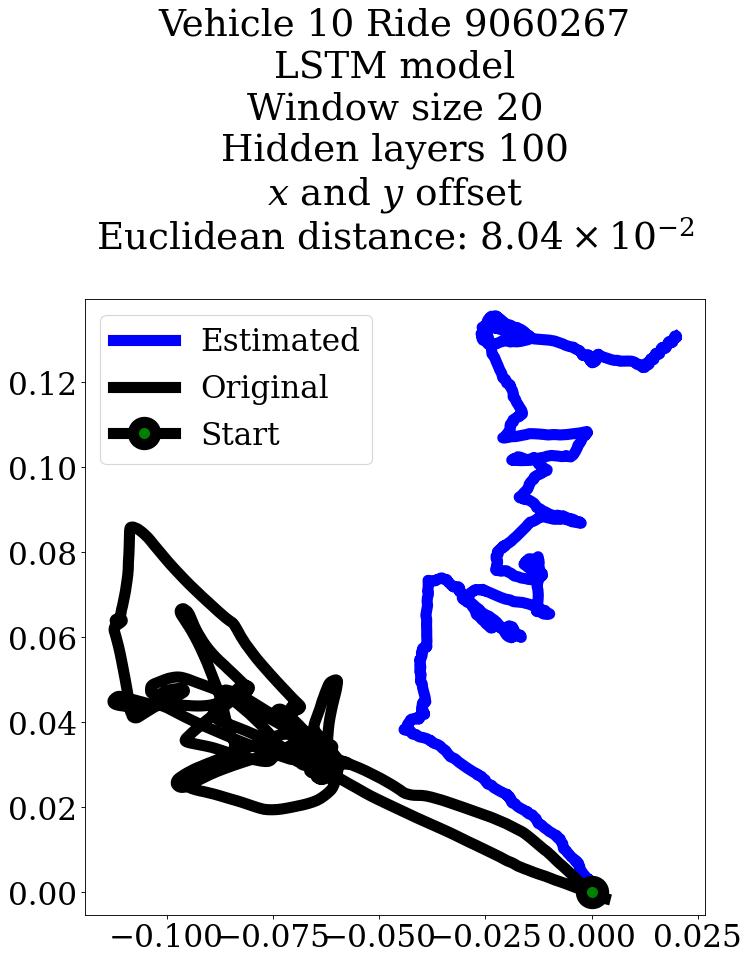 Vehicle 10 Ride 9060267
LSTM model
Window size 20
Hidden layers 100
x and y offset
Euclidean distance: 8.04 × 10⁻²
Estimated
Original
Start
0.12
0.10
0.08
0.06
0.04
0.02
0.00
−0.100 −0.075 −0.050 −0.025 0.000 0.025